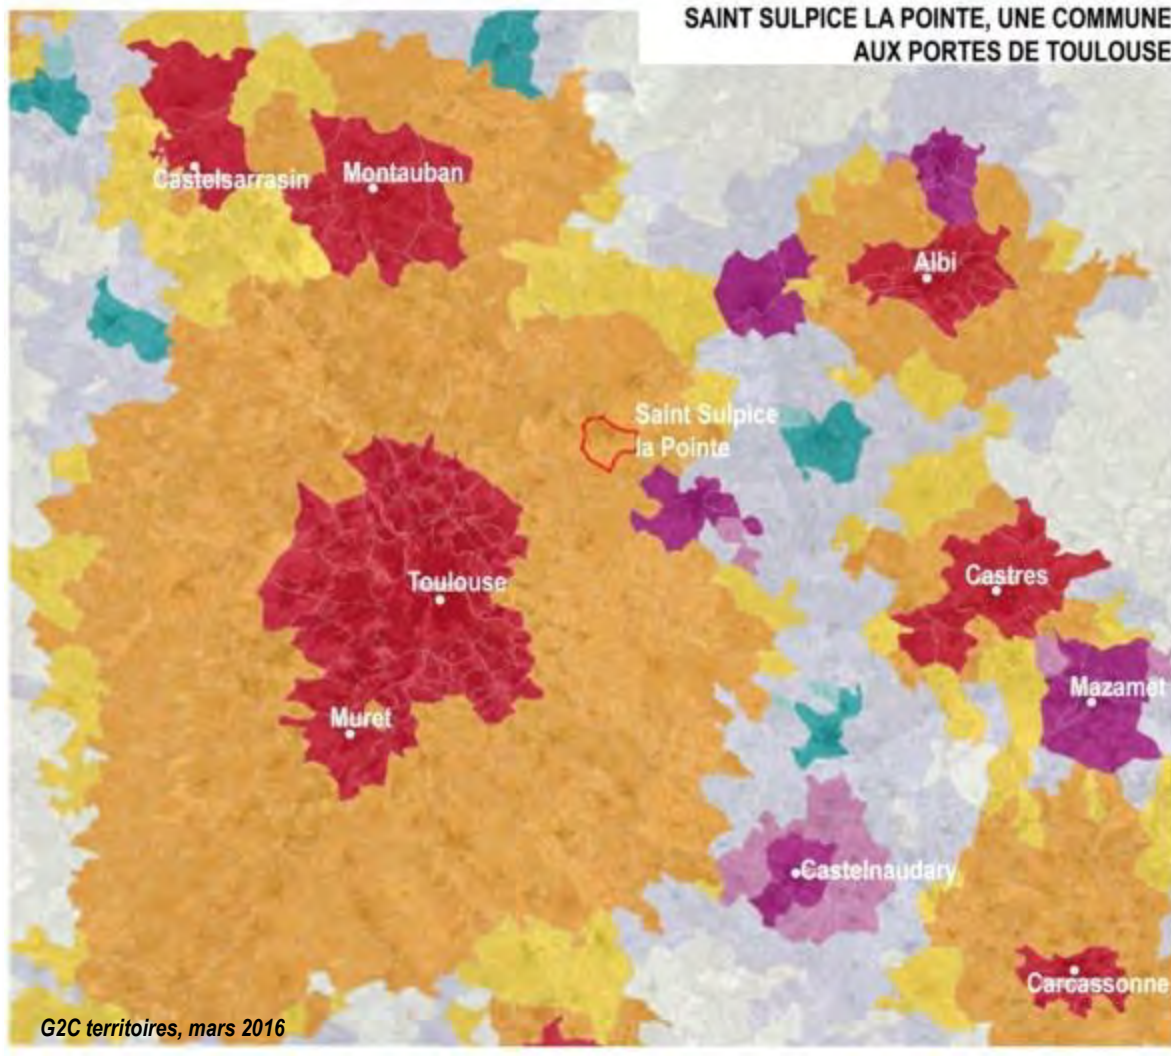 SAINT SULPICE LA POINTE, UNE COMMUNE
AUX PORTES DE TOULOUSE
Castelsarrasin
Montauban
Albi
Saint Sulpice
la Pointe
Toulouse
Castres
Muret
Mazamet
Castelnaudary
Carcassonne
G2C territoires, mars 2016